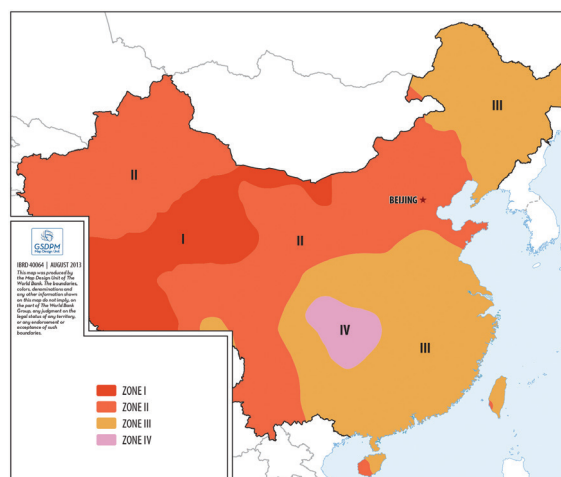 III
II
BEIJING
I
II
GSDPM
Map Design Unit
IBRD 40064 | AUGUST 2013
This map was produced by
the Map Design Unit of The
World Bank. The boundaries,
colors, denominations and
any other information shown
on this map do not imply, on
the part of The World Bank
Group, any judgment on the
legal status of any territory,
or any endorsement or
acceptance of such
boundaries.
IV
III
ZONE I
ZONE II
ZONE III
ZONE IV